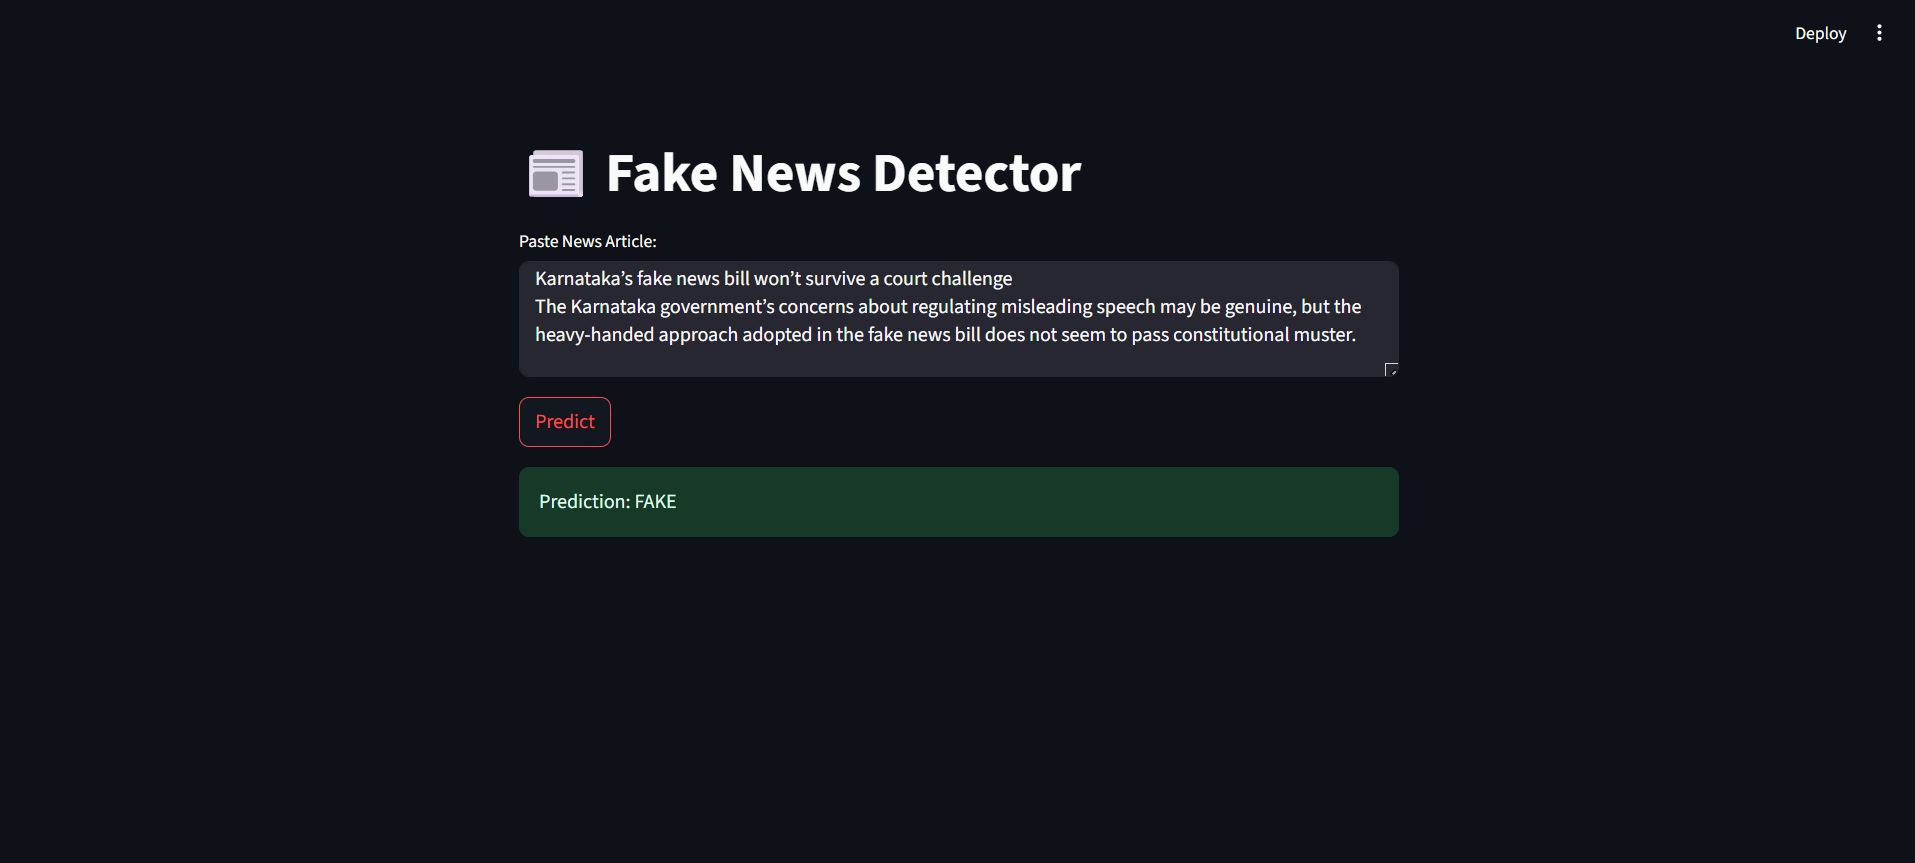 Deploy
Fake News Detector
Paste News Article:
Karnataka’s fake news bill won’t survive a court challenge
The Karnataka government’s concerns about regulating misleading speech may be genuine, but the
heavy-handed approach adopted in the fake news bill does not seem to pass constitutional muster.
Predict
Prediction: FAKE